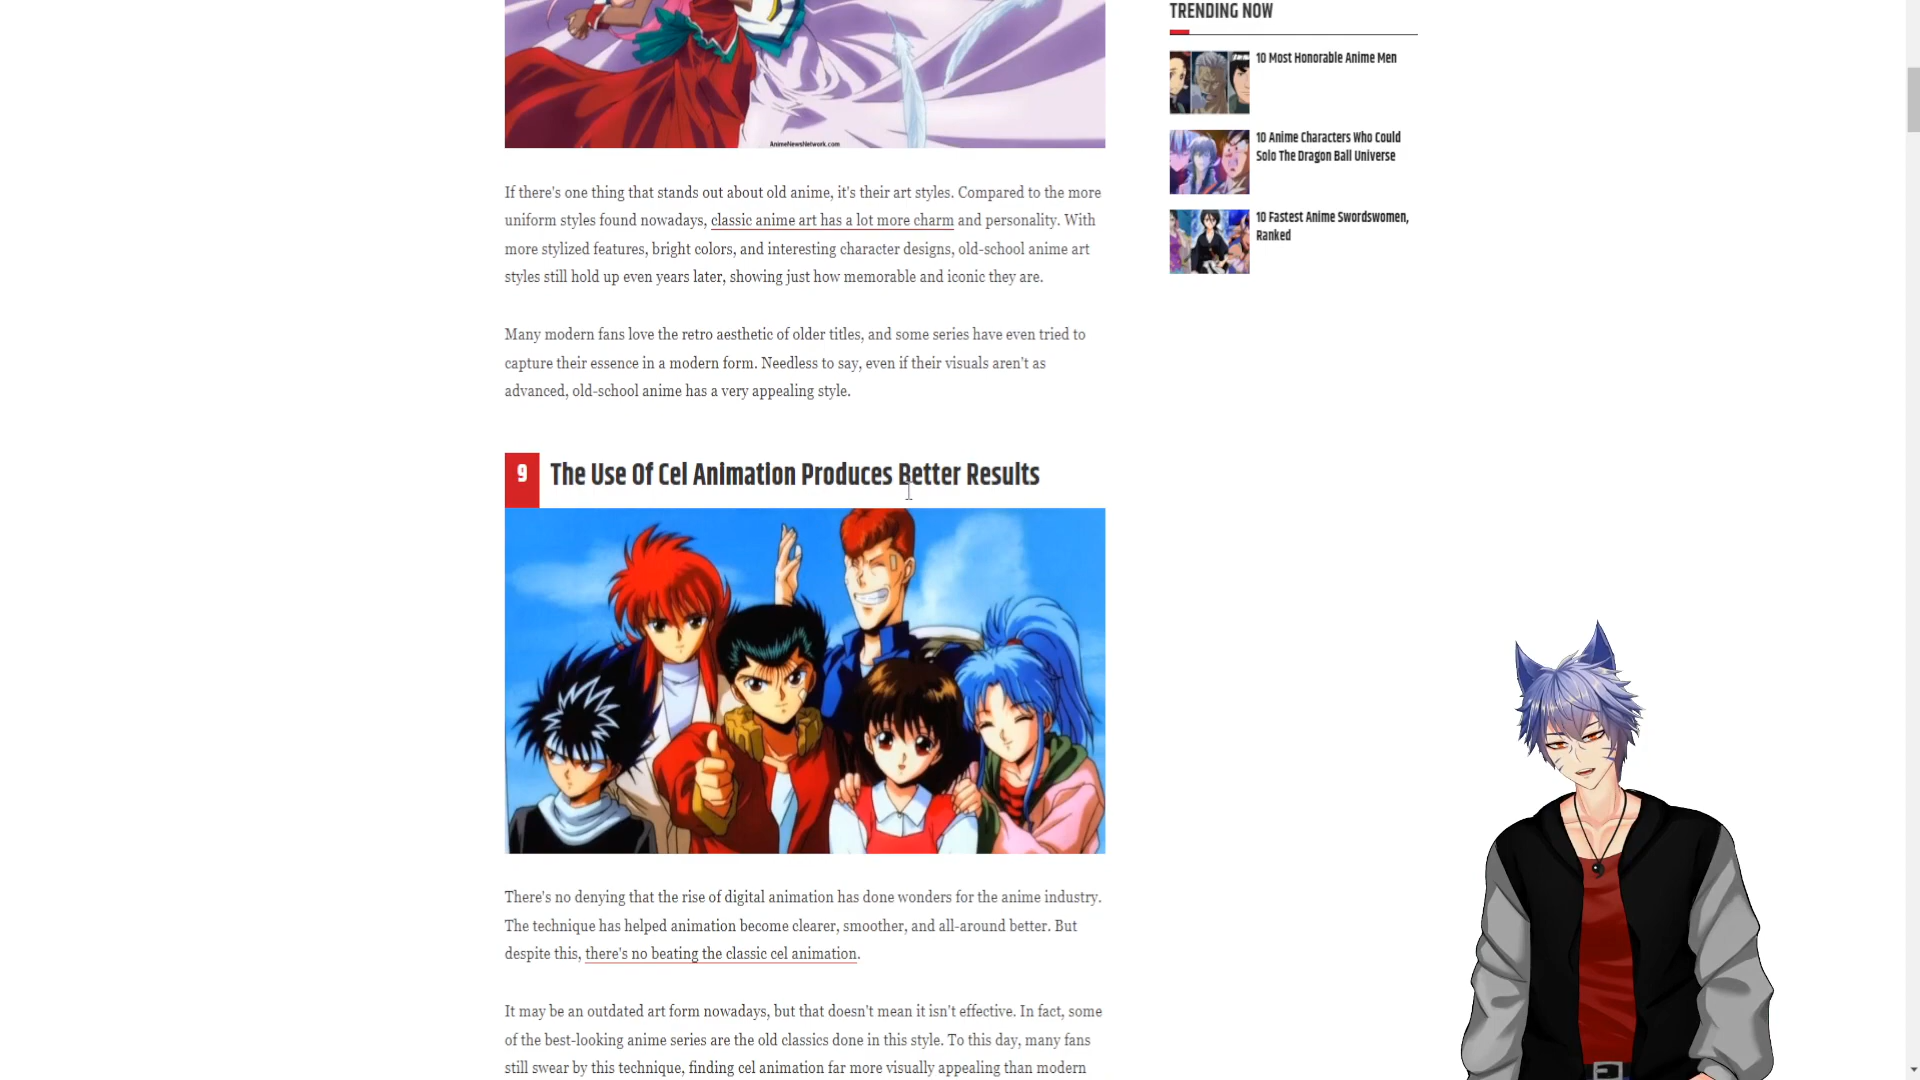 AnimeNewsNetwork.com
If there's one thing that stands out about old anime, it's their art styles. Compared to the more
uniform styles found nowadays, classic anime art has a lot more charm and personality. With
more stylized features, bright colors, and interesting character designs, old-school anime art
styles still hold up even years later, showing just how memorable and iconic they are.
Many modern fans love the retro aesthetic of older titles, and some series have even tried to
capture their essence in a modern form. Needless to say, even if their visuals aren't as
advanced, old-school anime has a very appealing style.
9 The Use Of Cel Animation Produces Better Results
There's no denying that the rise of digital animation has done wonders for the anime industry.
The technique has helped animation become clearer, smoother, and all-around better. But
despite this, there's no beating the classic cel animation.
It may be an outdated art form nowadays, but that doesn't mean it isn't effective. In fact, some
of the best-looking anime series are the old classics done in this style. To this day, many fans
still swear by this technique, finding cel animation far more visually appealing than modern
TRENDING NOW
10 Most Honorable Anime Men
10 Anime Characters Who Could
Solo The Dragon Ball Universe
10 Fastest Anime Swordswomen,
Ranked